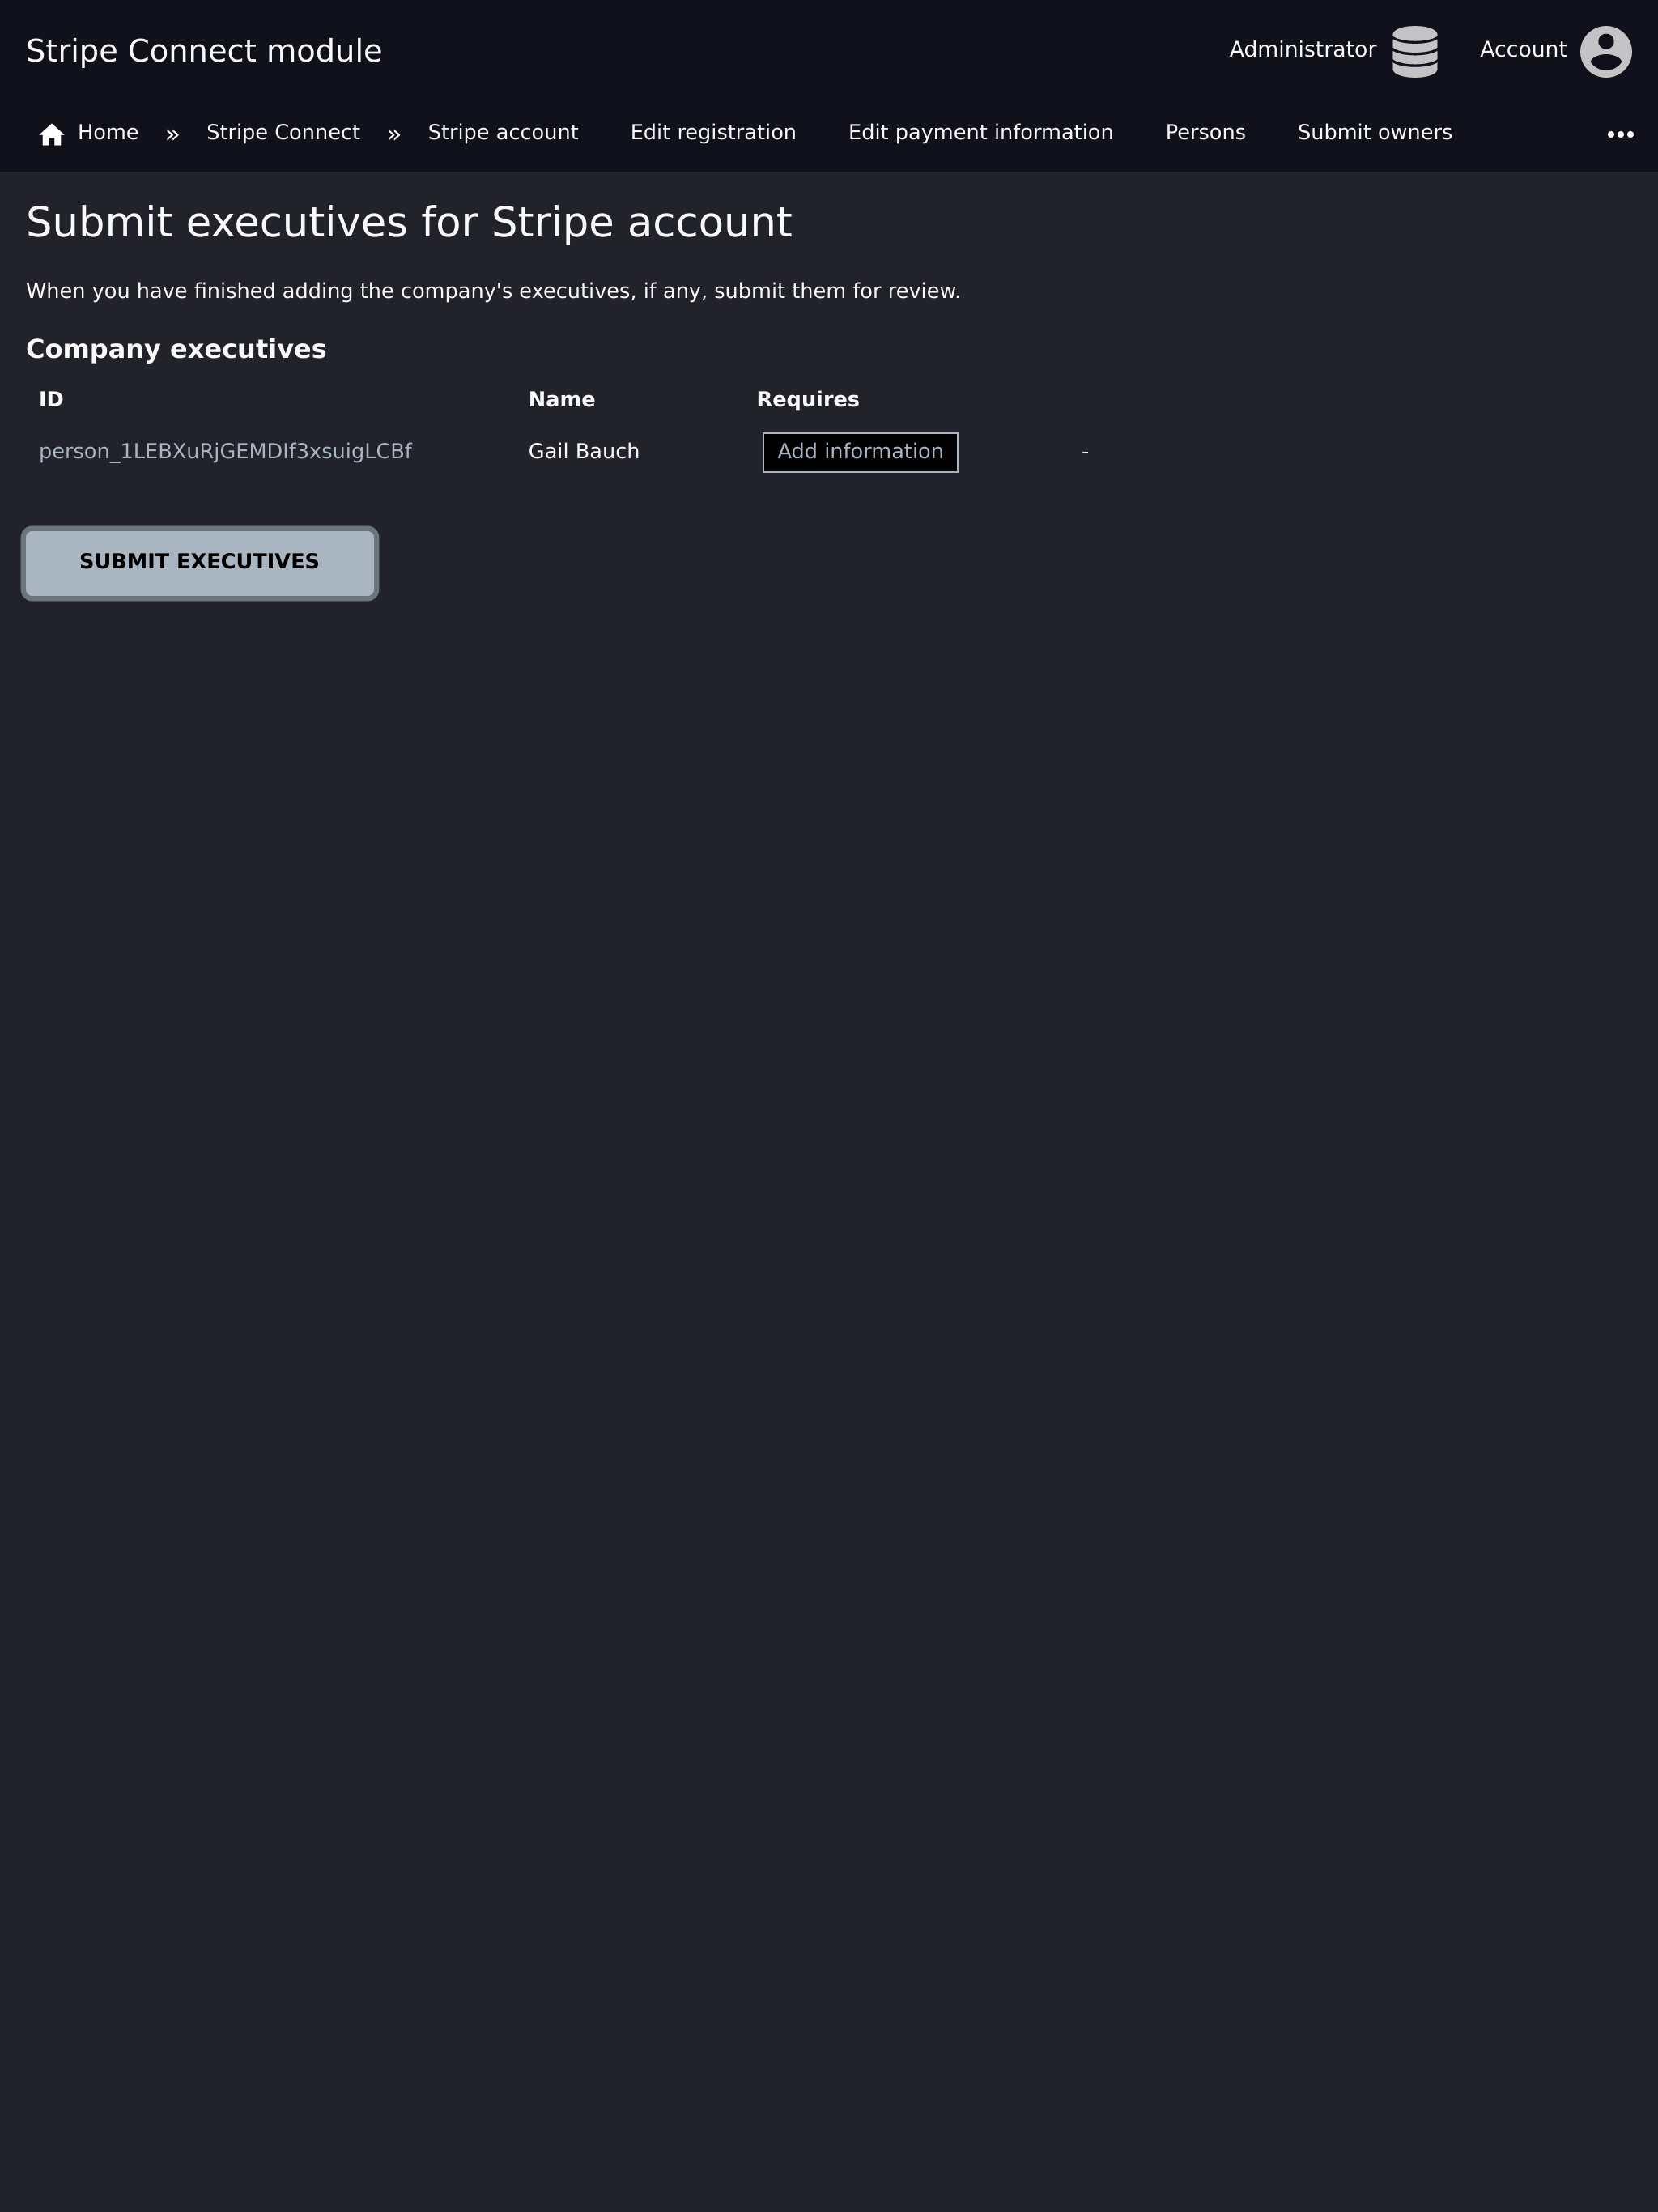 Stripe Connect module
Administrator
Account
Home » Stripe Connect » Stripe account Edit registration Edit payment information Persons Submit owners •••
Submit executives for Stripe account
When you have finished adding the company's executives, if any, submit them for review.
Company executives
ID Name Requires
person_1LEBXuRjGEMDIf3xsuigLCBf Gail Bauch Add information -
SUBMIT EXECUTIVES